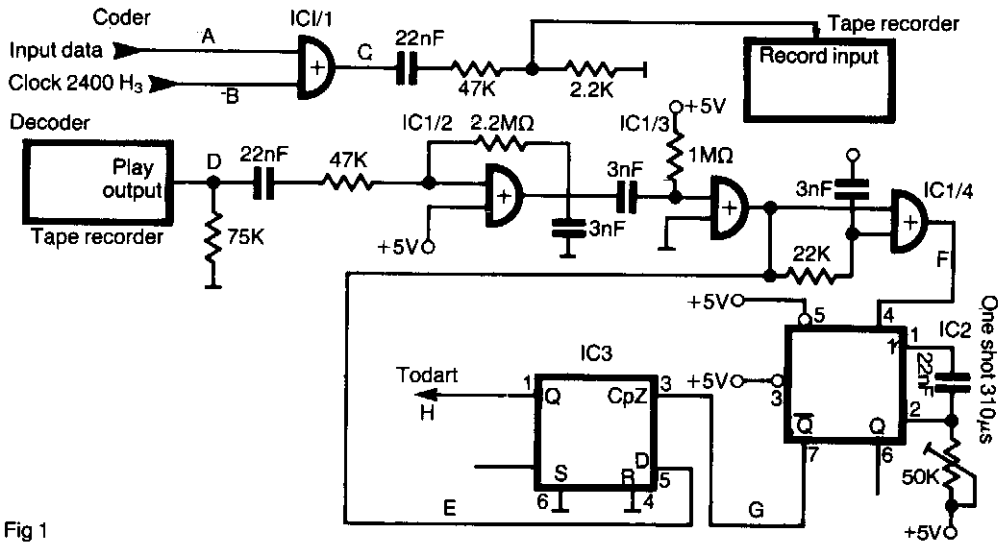 Coder
ICI/1
Input data
A
C
22nF
47K
2.2K
Tape recorder
Record input
Clock 2400 H3
-B
Decoder
Play output
Tape recorder
D
22nF
47K
75K
IC1/2
2.2MΩ
+5V
3nF
3nF
IC1/3
+5V
1MΩ
3nF
IC1/4
22K
F
+5V
5
4
IC2
1
22nF
One shot 310µs
+5V
3
2
Q
Q
7
6
50K
+5V
IC3
Todart
H
1
Q
CpZ
3
D
5
S
R
6
4
E
G
Fig 1